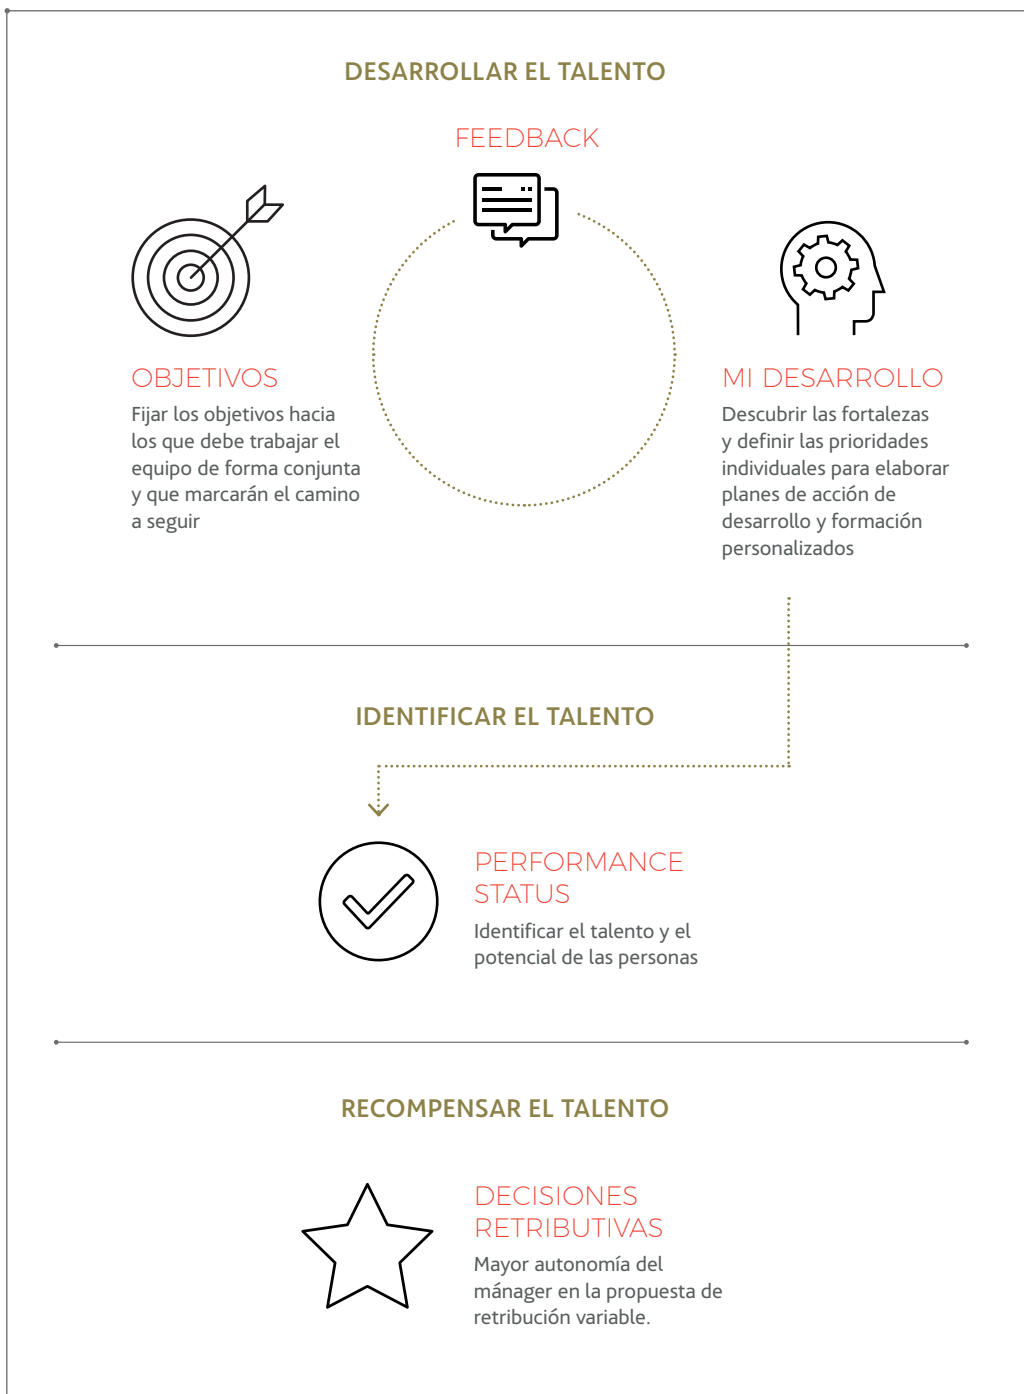 DESARROLLAR EL TALENTO
FEEDBACK
OBJETIVOS
Fijar los objetivos hacia
los que debe trabajar el
equipo de forma conjunta
y que marcarán el camino
a seguir
MI DESARROLLO
Descubrir las fortalezas
y definir las prioridades
individuales para elaborar
planes de acción de
desarrollo y formación
personalizados
IDENTIFICAR EL TALENTO
PERFORMANCE
STATUS
Identificar el talento y el
potencial de las personas
RECOMPENSAR EL TALENTO
DECISIONES
RETRIBUTIVAS
Mayor autonomía del
mánager en la propuesta de
retribución variable.